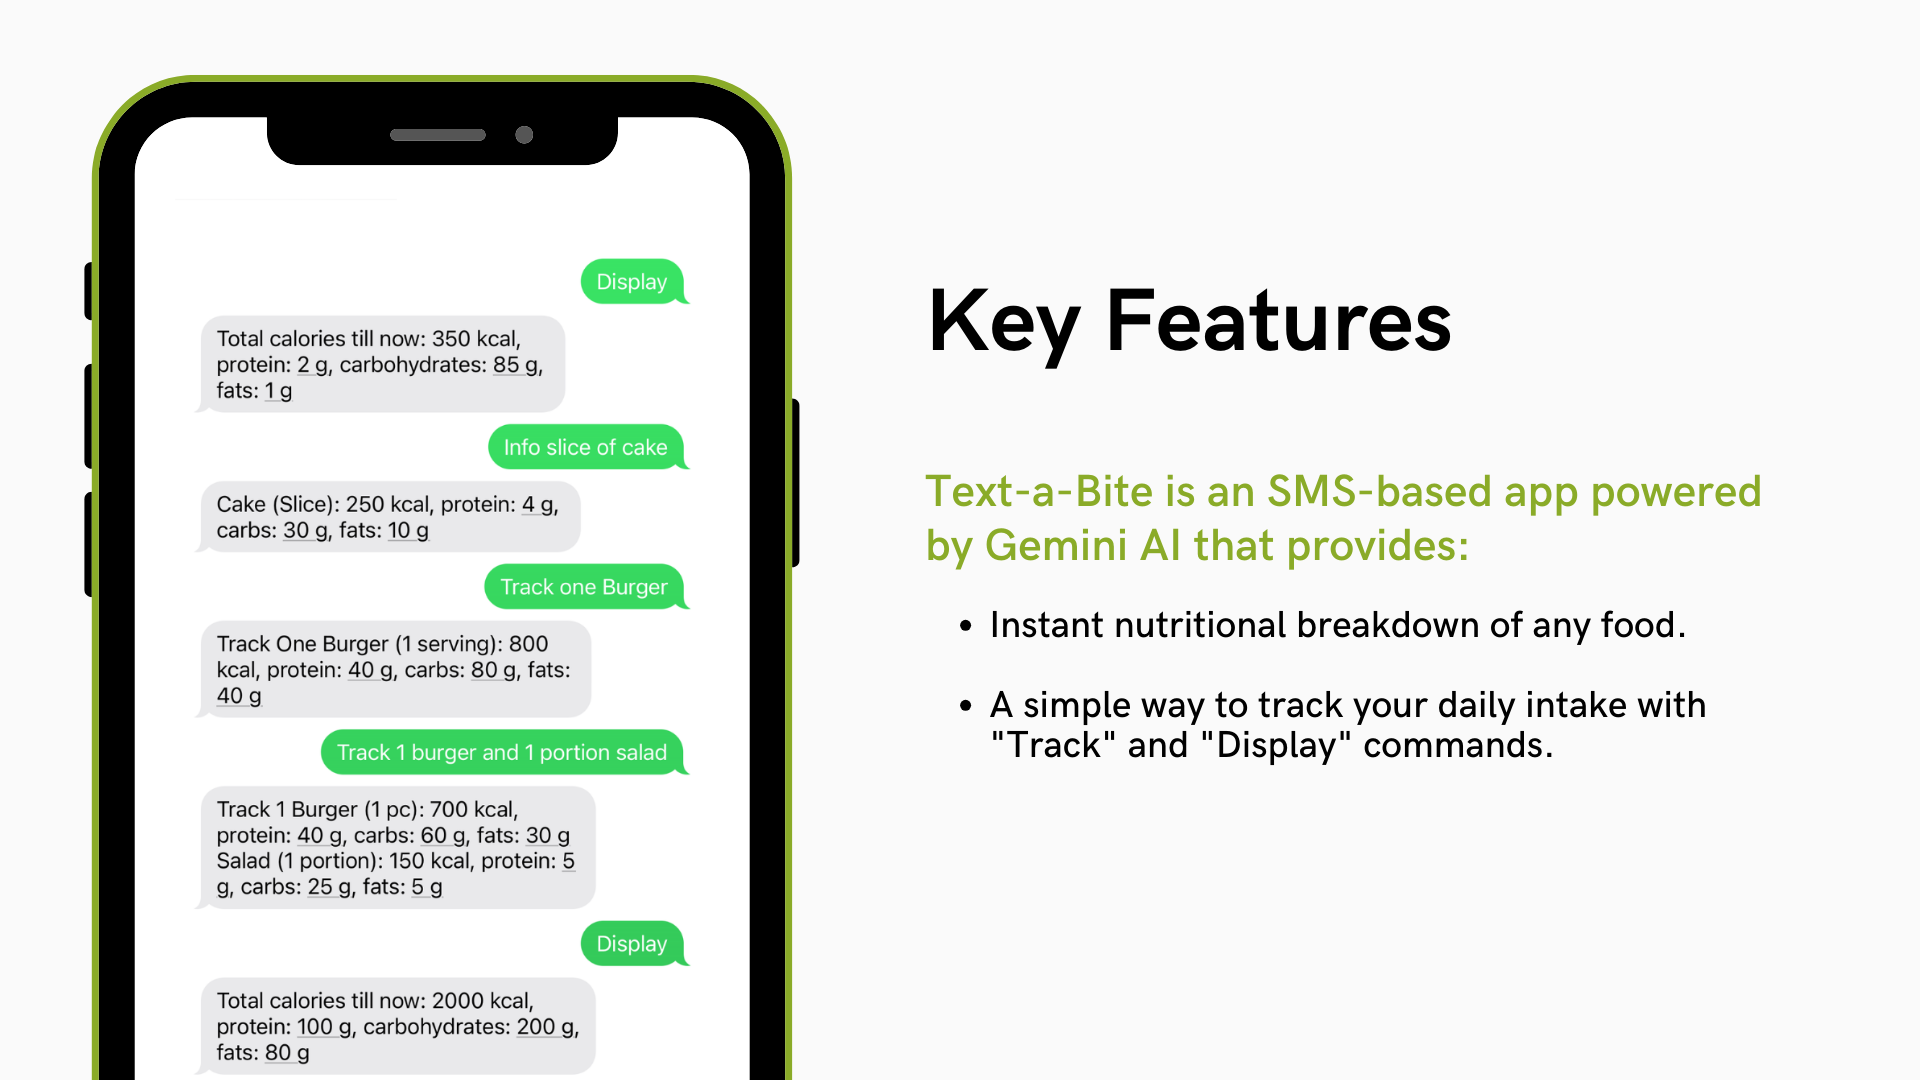 Display
Total calories till now: 350 kcal,
protein: 2 g, carbohydrates: 85 g,
fats: 1 g
Info slice of cake
Cake (Slice): 250 kcal, protein: 4 g,
carbs: 30 g, fats: 10 g
Track one Burger
Track One Burger (1 serving): 800
kcal, protein: 40 g, carbs: 80 g, fats:
40 g
Track 1 burger and 1 portion salad
Track 1 Burger (1 pc): 700 kcal,
protein: 40 g, carbs: 60 g, fats: 30 g
Salad (1 portion): 150 kcal, protein: 5
g, carbs: 25 g, fats: 5 g
Display
Total calories till now: 2000 kcal,
protein: 100 g, carbohydrates: 200 g,
fats: 80 g
Key Features
Text-a-Bite is an SMS-based app powered
by Gemini AI that provides:
• Instant nutritional breakdown of any food.
• A simple way to track your daily intake with
"Track" and "Display" commands.